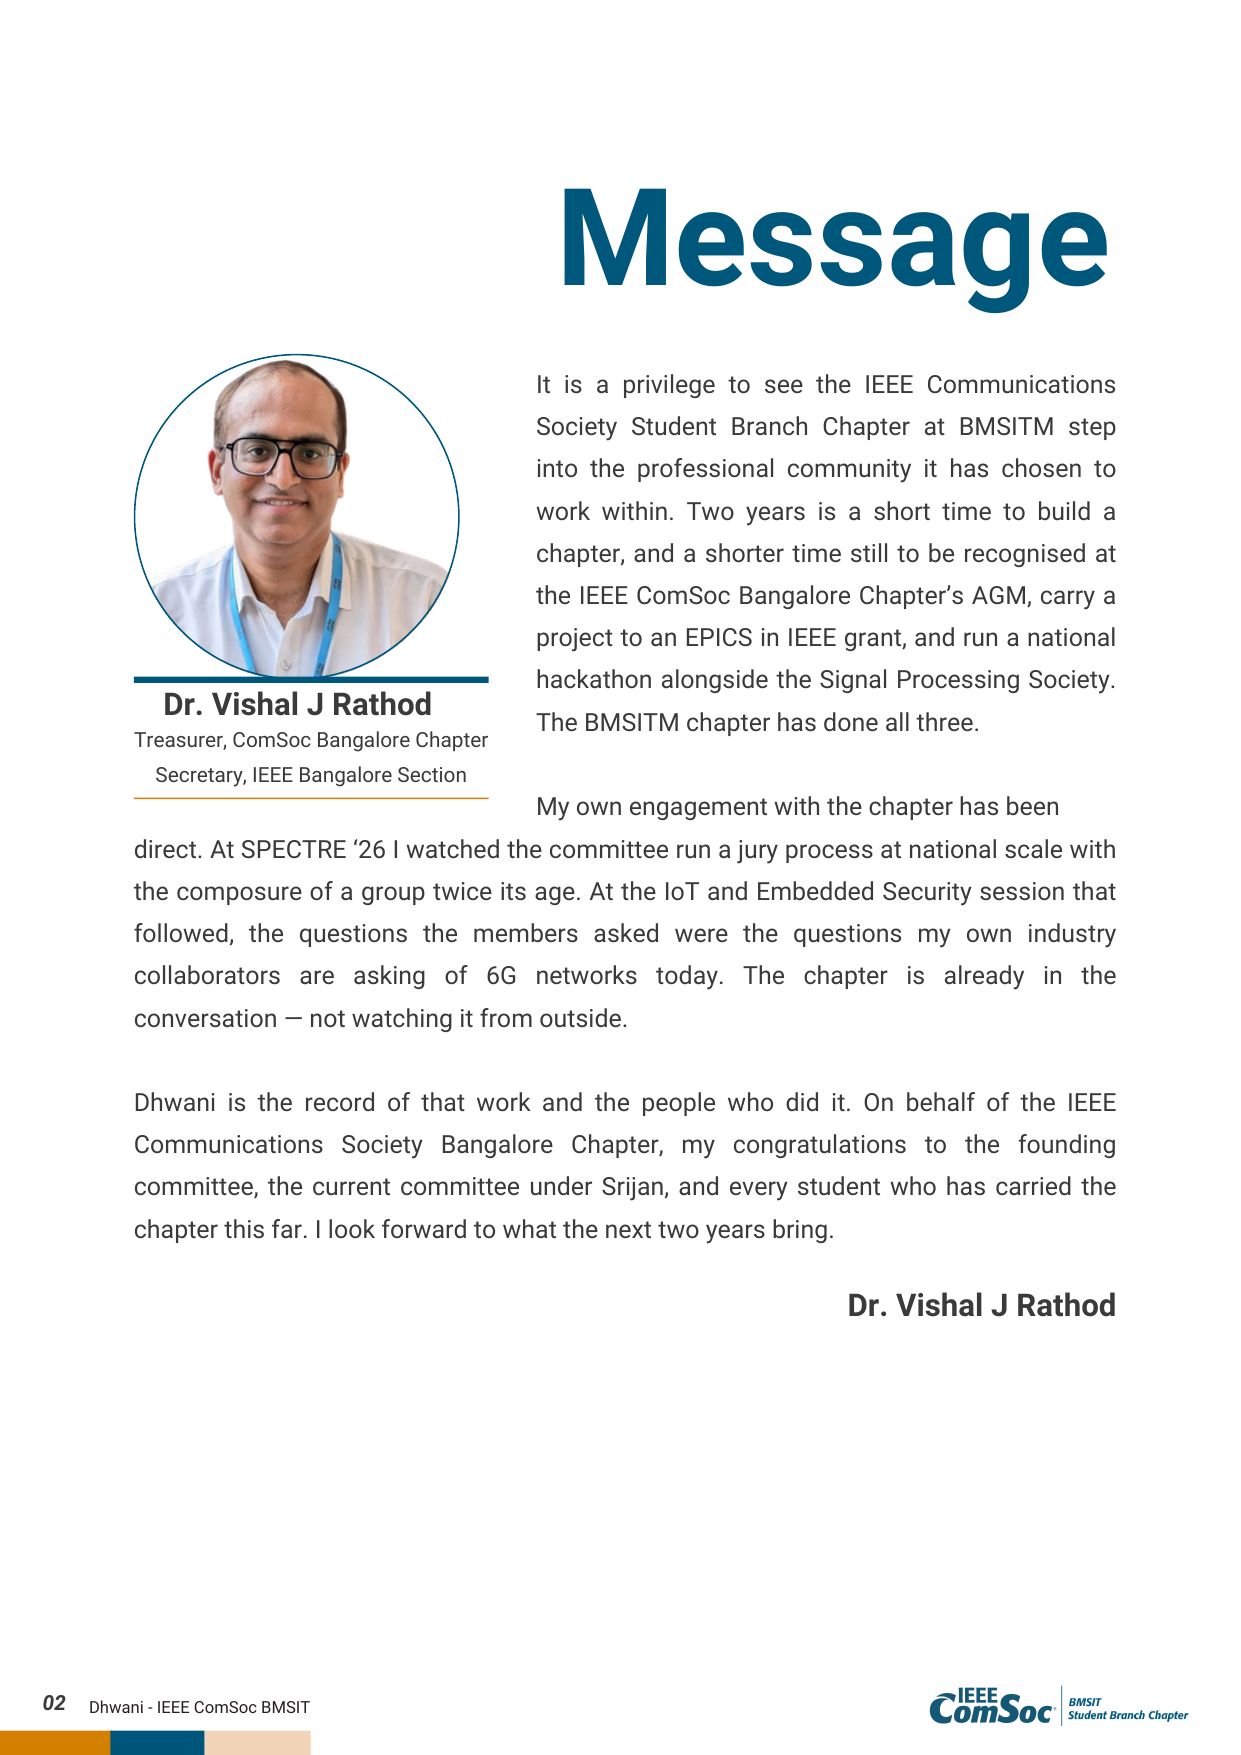 Message
Dr. Vishal J Rathod
Treasurer, ComSoc Bangalore Chapter
Secretary, IEEE Bangalore Section
It is a privilege to see the IEEE Communications
Society Student Branch Chapter at BMSITM step
into the professional community it has chosen to
work within. Two years is a short time to build a
chapter, and a shorter time still to be recognised at
the IEEE ComSoc Bangalore Chapter’s AGM, carry a
project to an EPICS in IEEE grant, and run a national
hackathon alongside the Signal Processing Society.
The BMSITM chapter has done all three.
My own engagement with the chapter has been
direct. At SPECTRE ‘26 I watched the committee run a jury process at national scale with
the composure of a group twice its age. At the IoT and Embedded Security session that
followed, the questions the members asked were the questions my own industry
collaborators are asking of 6G networks today. The chapter is already in the
conversation — not watching it from outside.
Dhwani is the record of that work and the people who did it. On behalf of the IEEE
Communications Society Bangalore Chapter, my congratulations to the founding
committee, the current committee under Srijan, and every student who has carried the
chapter this far. I look forward to what the next two years bring.
Dr. Vishal J Rathod
02 Dhwani - IEEE ComSoc BMSIT
IEEE
ComSoc
BMSIT
Student Branch Chapter